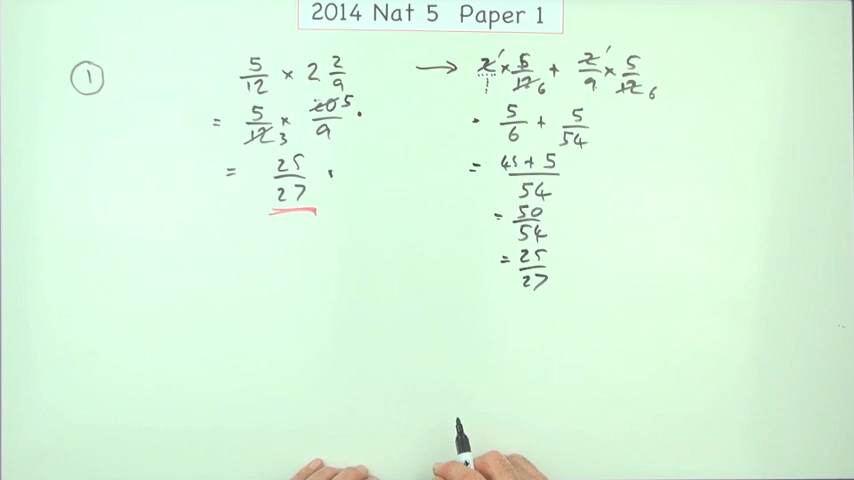 2014 Nat 5 Paper 1
① 5/12 × 2 2/9
= 5/12 3 × 20 5/9
= 25/27
→ 2 1/1 × 5/12 6 + 2 1/9 × 5/12 6
= 5/6 + 5/54
= 45 + 5/54
= 50/54
= 25/27